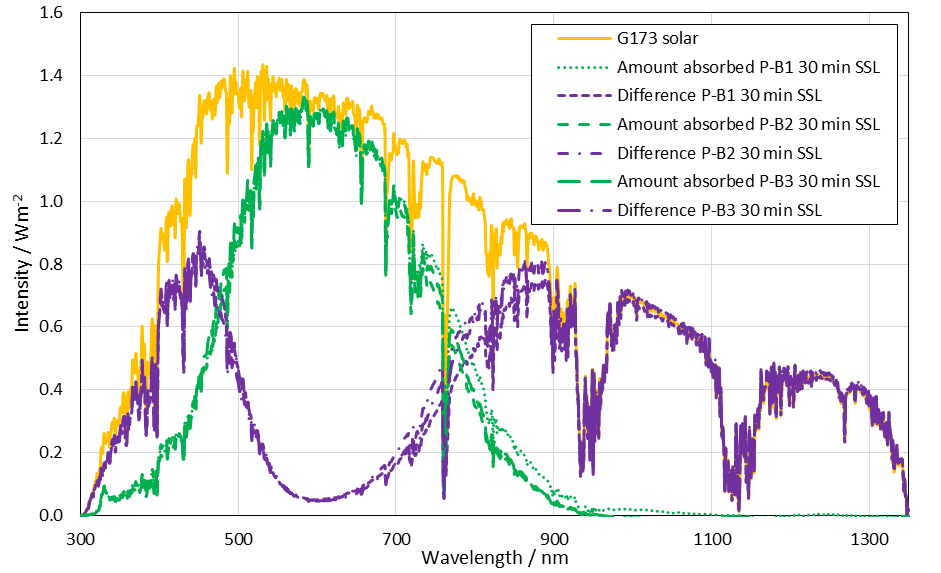 1.6
G173 solar
1.4
Amount absorbed P-B1 30 min SSL
Difference P-B1 30 min SSL
1.2
Amount absorbed P-B2 30 min SSL
Difference P-B2 30 min SSL
1.0
Amount absorbed P-B3 30 min SSL
Difference P-B3 30 min SSL
0.8
Intensity / Wm-2
0.6
0.4
0.2
0.0
300 500 700 900 1100 1300
Wavelength / nm